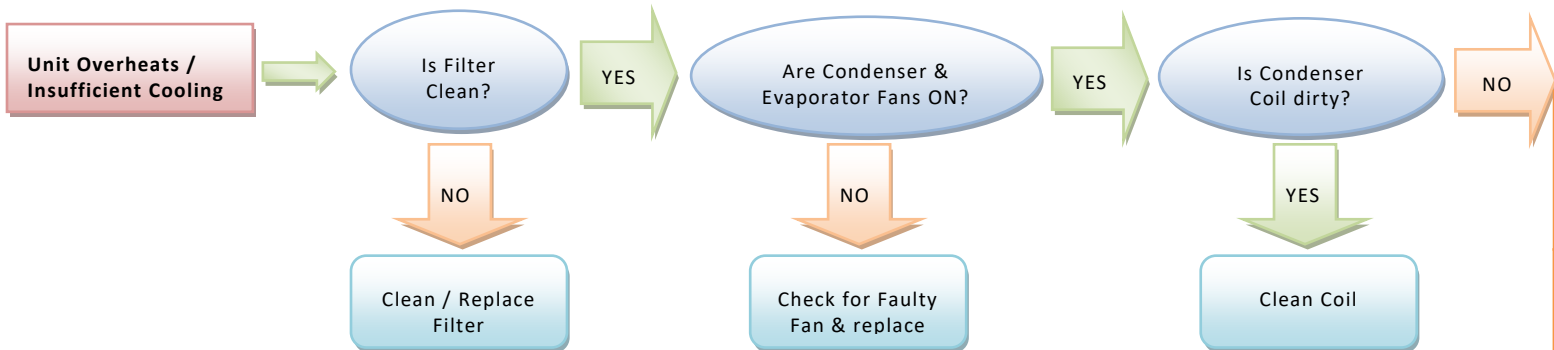 Unit Overheats /
Insufficient Cooling
Is Filter
Clean?
YES
Are Condenser &
Evaporator Fans ON?
YES
Is Condenser
Coil dirty?
NO
NO
NO
YES
Clean / Replace
Filter
Check for Faulty
Fan & replace
Clean Coil